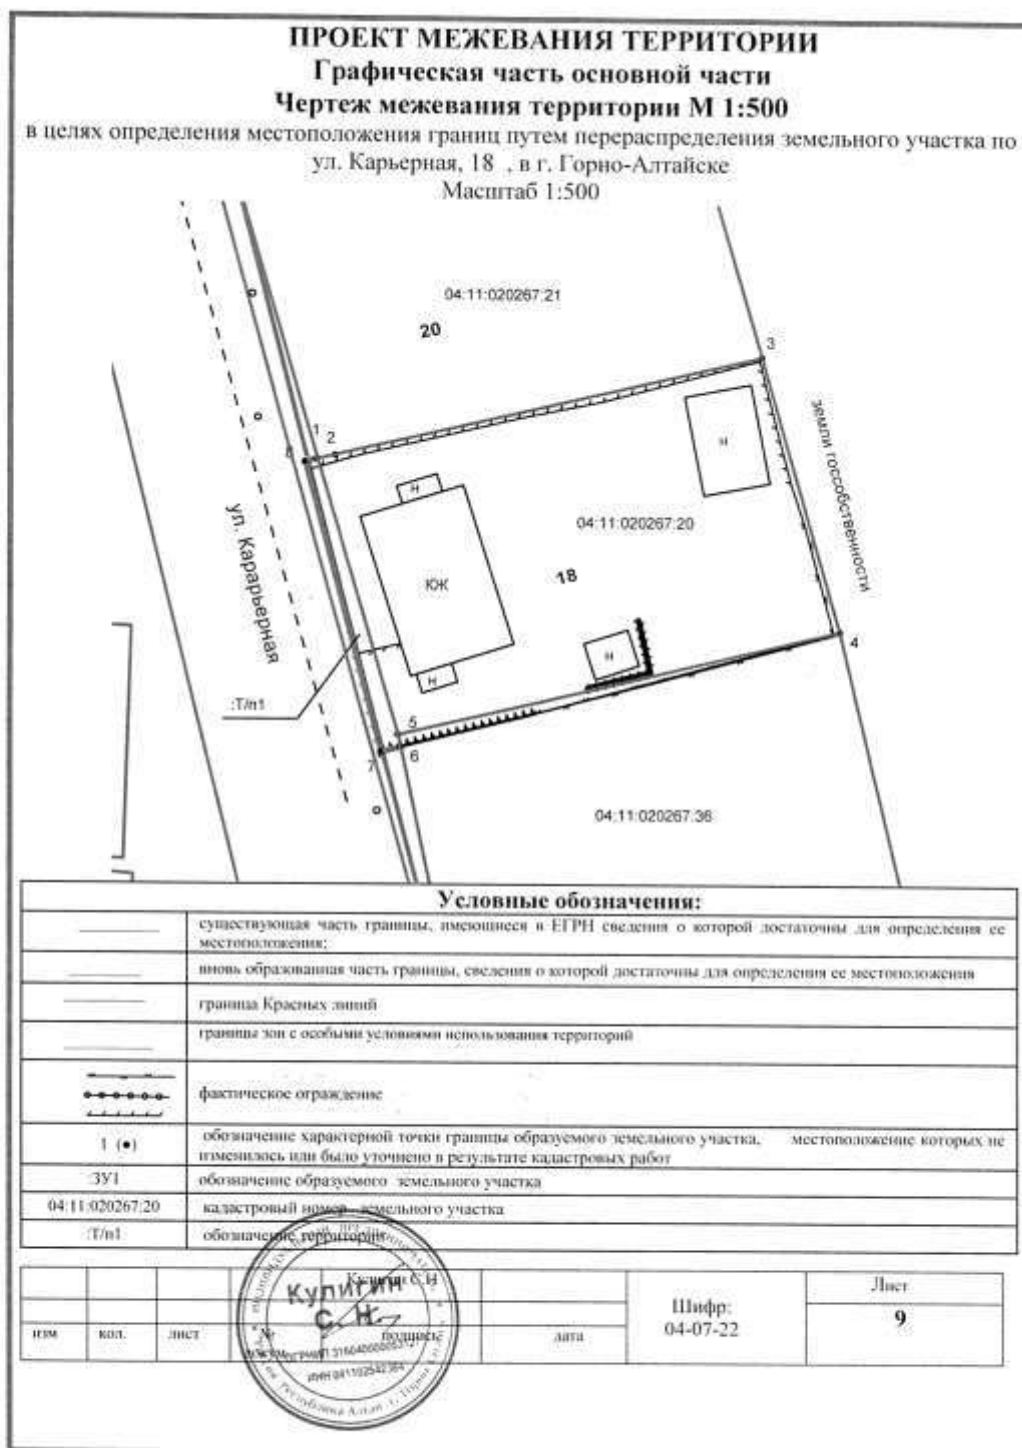 ПРОЕКТ МЕЖЕВАНИЯ ТЕРРИТОРИИ
Графическая часть основной части
Чертеж межевания территории М 1:500
в целях определения местоположения границ путем перераспределения земельного участка по
ул. Карьерная, 18 , в г. Горно-Алтайске
Масштаб 1:500
04:11:020267:21
20
3
1
2
8
земли госсобственности
н
н
04:11:020267:20
ул. Карарьерная
КЖ
18
н
н
4
:Т/п1
5
6
7
04:11:020267:36
Условные обозначения:
существующая часть границы, имеющиеся в ЕГРН сведения о которой достаточны для определения ее
местоположения;
вновь образованная часть границы, сведения о которой достаточны для определения ее местоположения
граница Красных линий
границы зон с особыми условиями использования территорий
фактическое ограждение
1 (●)
обозначение характерной точки границы образуемого земельного участка, местоположение которых не
изменилось или было уточнено в результате кадастровых работ
:ЗУ1
обозначение образуемого земельного участка
04:11:020267:20
кадастровый номер земельного участка
:Т/п1
обозначение территории
Кулигин С.Н
Кулигин
С. Н.
Шифр:
04-07-22
Лист
9
изм
кол.
лист
№
подпись
дата
Республика Алтай